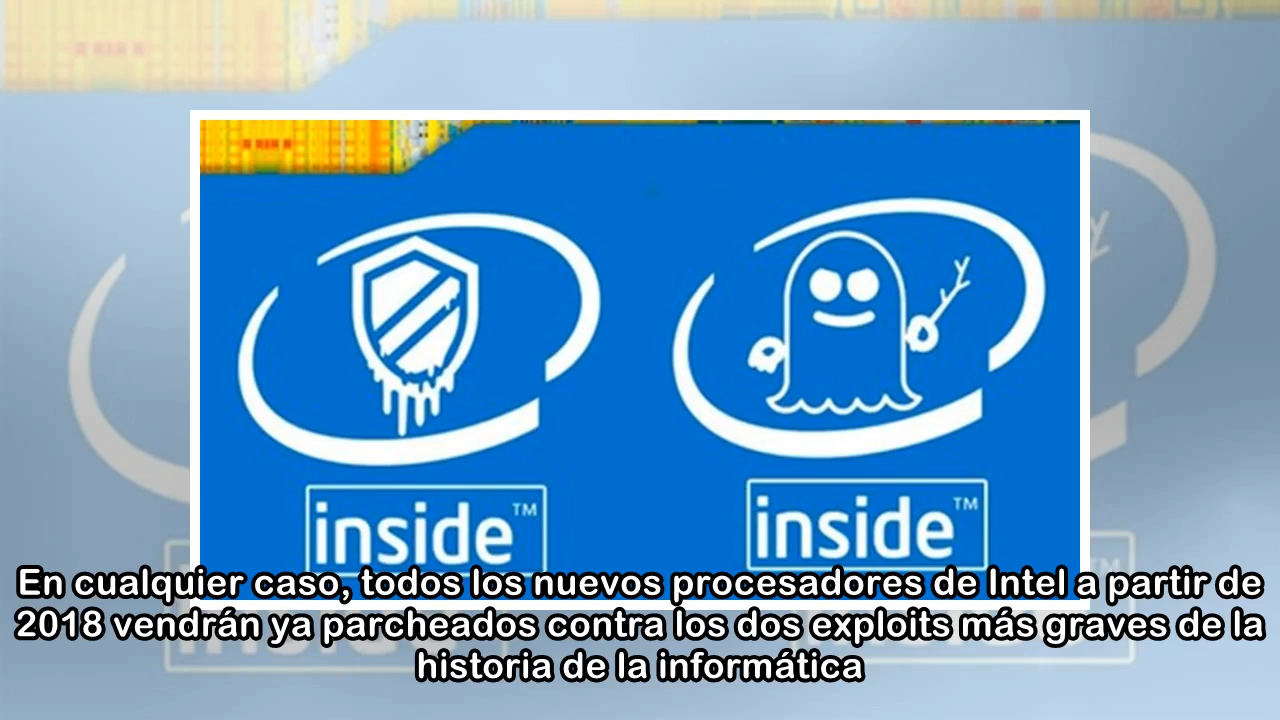 inside™
inside™
En cualquier caso, todos los nuevos procesadores de Intel a partir de
2018 vendrán ya parcheados contra los dos exploits más graves de la
historia de la informática